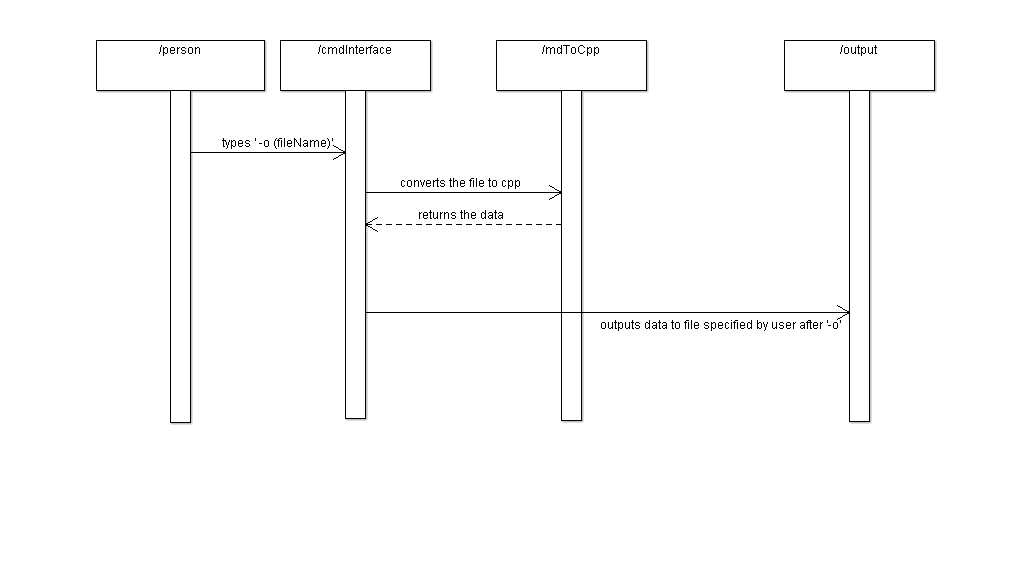 /person
/cmdInterface
/mdToCpp
/output
types ' -o (fileName)'
converts the file to cpp
returns the data
outputs data to file specified by user after '-o'